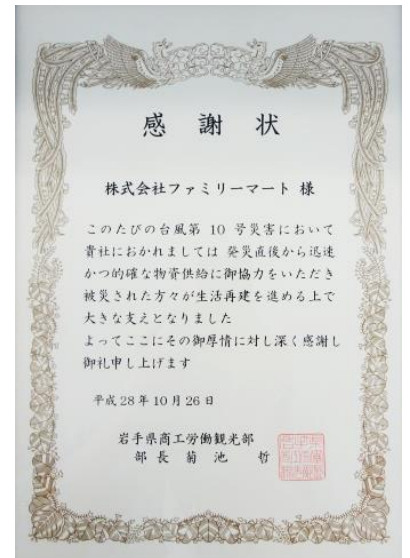 感謝状
株式会社ファミリーマート 様
このたびの台風第 10 号災害において
貴社におかれましては 発災直後から迅速
かつ的確な物資供給に御協力をいただき
被災された方々が生活再建を進める上で
大きな支えとなりました
よってここにその御厚情に対し深く感謝し
御礼申し上げます
平成 28 年 10 月 26 日
岩手県商工労働観光部
部長 菊池 哲